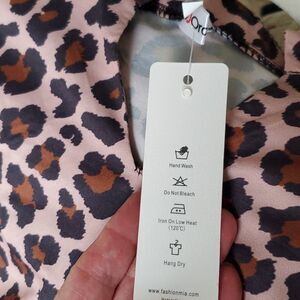 Hand Wash
Do Not Bleach
Iron On Low Heat
(120℃)
Hang Dry
www.fashionmia.com